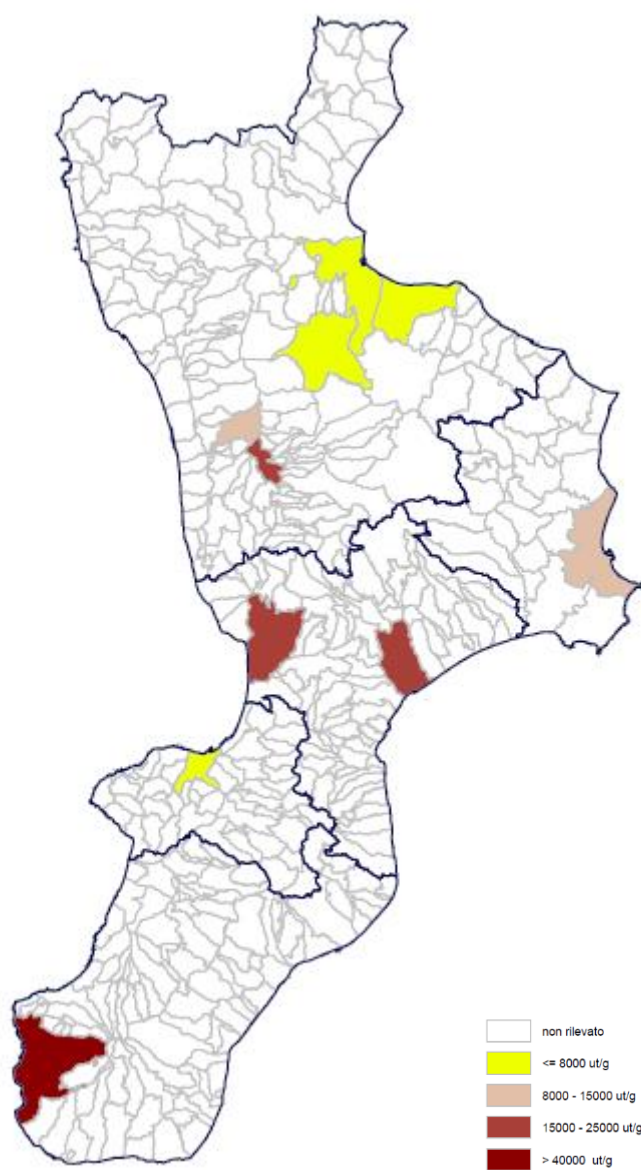 non rilevato
<= 8000 ut/g
8000 - 15000 ut/g
15000 - 25000 ut/g
> 40000 ut/g